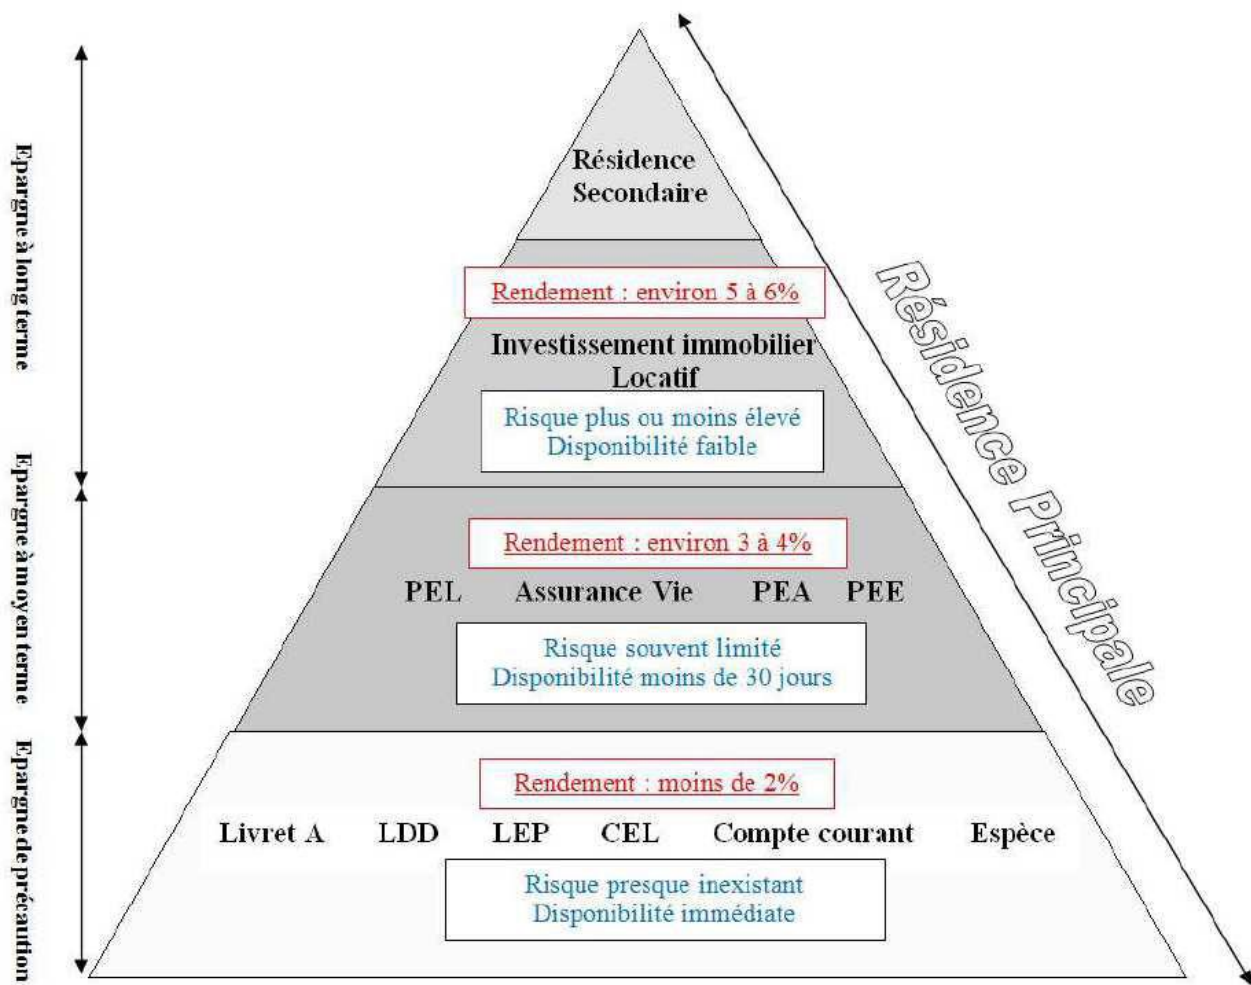 Résidence
Secondaire
Rendement : environ 5 à 6%
Investissement immobilier
Locatif
Risque plus ou moins élevé
Disponibilité faible
Rendement : environ 3 à 4%
PEL Assurance Vie PEA PEE
Risque souvent limité
Disponibilité moins de 30 jours
Rendement : moins de 2%
Livret A LDD LEP CEL Compte courant Espèce
Risque presque inexistant
Disponibilité immédiate
Epargne à long terme
Epargne à moyen terme
Epargne de précaution
Résidence Principale